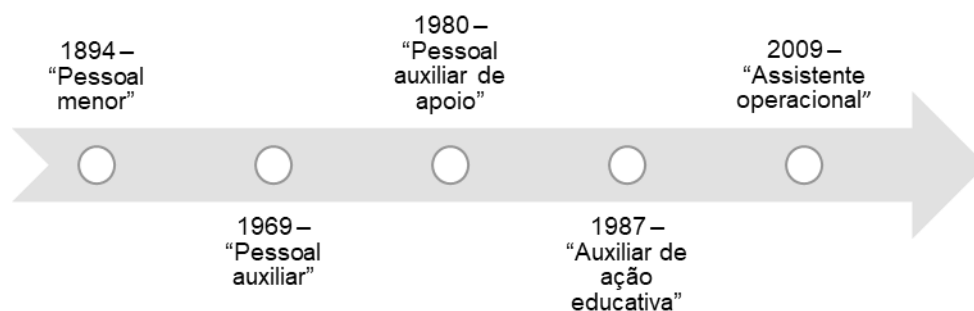 1894 –
“Pessoal
menor”
1969 –
“Pessoal
auxiliar”
1980 –
“Pessoal
auxiliar de
apoio”
1987 –
“Auxiliar de
ação
educativa”
2009 –
“Assistente
operacional”